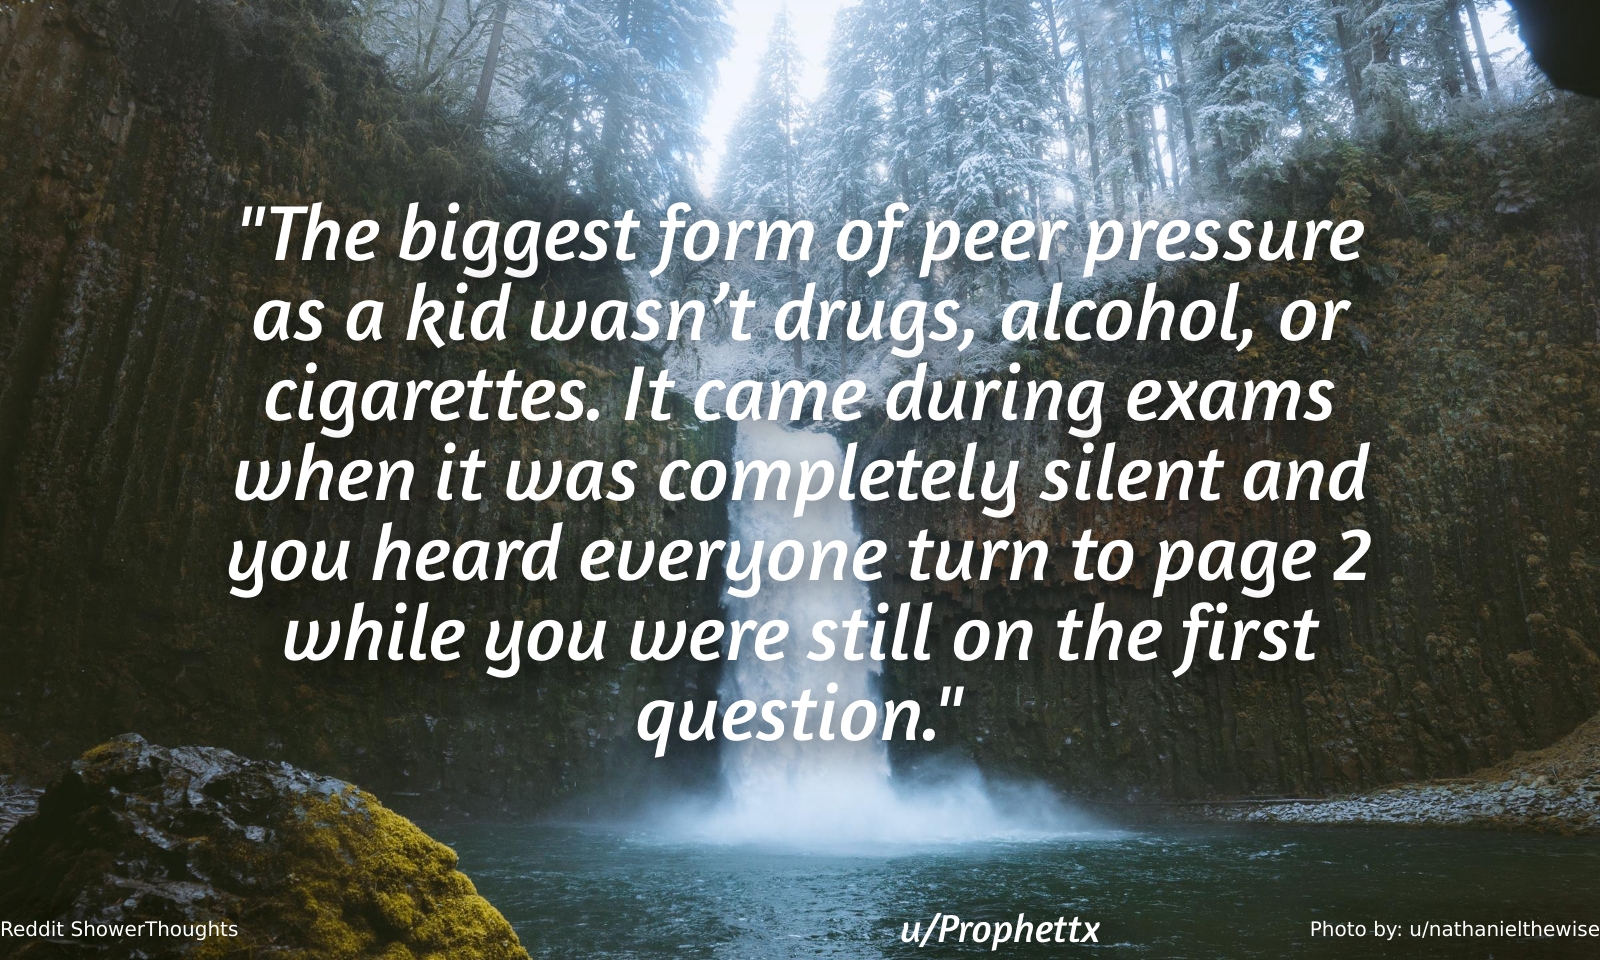 "The biggest form of peer pressure
as a kid wasn’t drugs, alcohol, or
cigarettes. It came during exams
when it was completely silent and
you heard everyone turn to page 2
while you were still on the first
question."
Reddit ShowerThoughts
u/Prophettx
Photo by: u/nathanielthewise